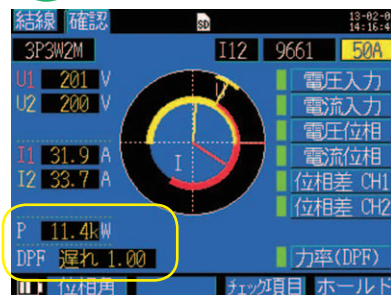 結線 確認 SD 13-02-0
14:16:4
3P3W2M I12 9661 50A
U1 201 V
U2 200 V
I1 31.9 A
I2 33.7 A
P 11.4kW
DPF 遅れ 1.00
U
I
電圧入力
電流入力
電圧位相
電流位相
位相差 CH1
位相差 CH2
力率(DPF)
位相角 チェック項目 ホールド